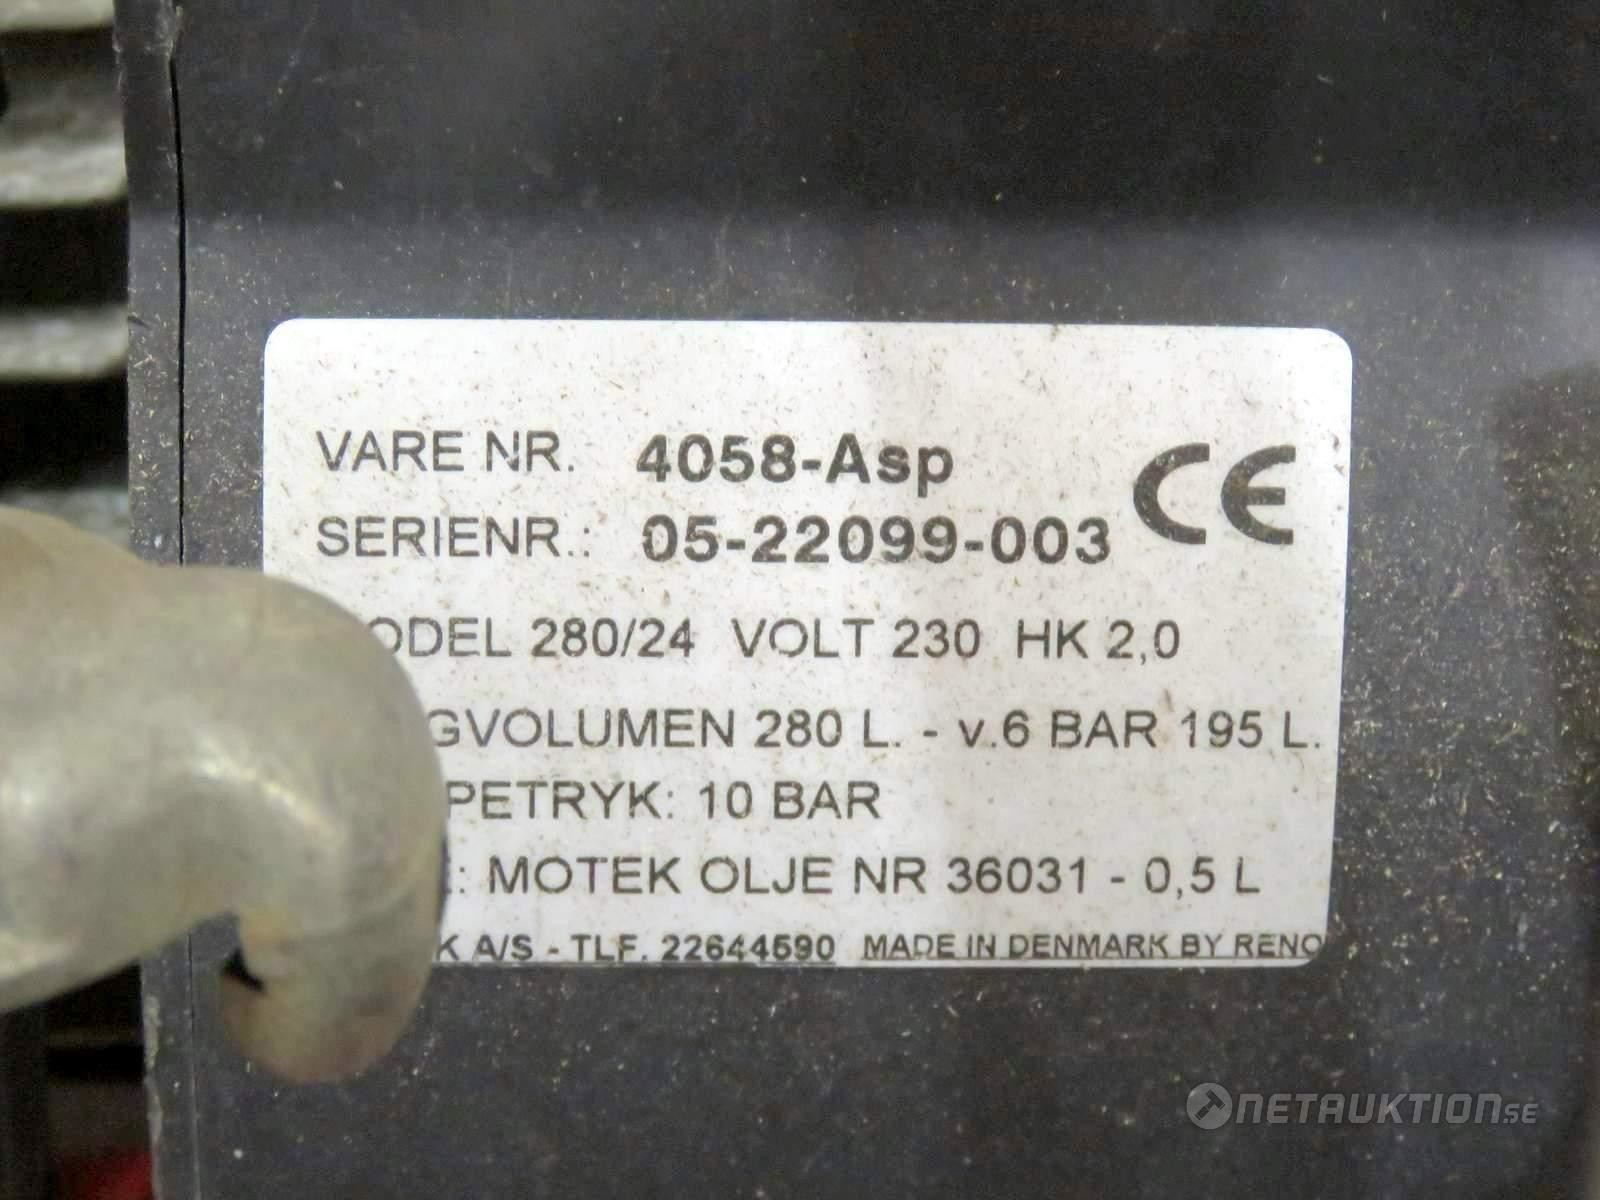 VARE NR. 4058-Asp CE
SERIENR.: 05-22099-003
MODEL 280/24 VOLT 230 HK 2,0
GVOLUMEN 280 L. - v.6 BAR 195 L.
PETRYK: 10 BAR
: MOTEK OLJE NR 36031 - 0,5 L
K A/S - TLF. 22644590 MADE IN DENMARK BY RENO
NETAUKTION.SE